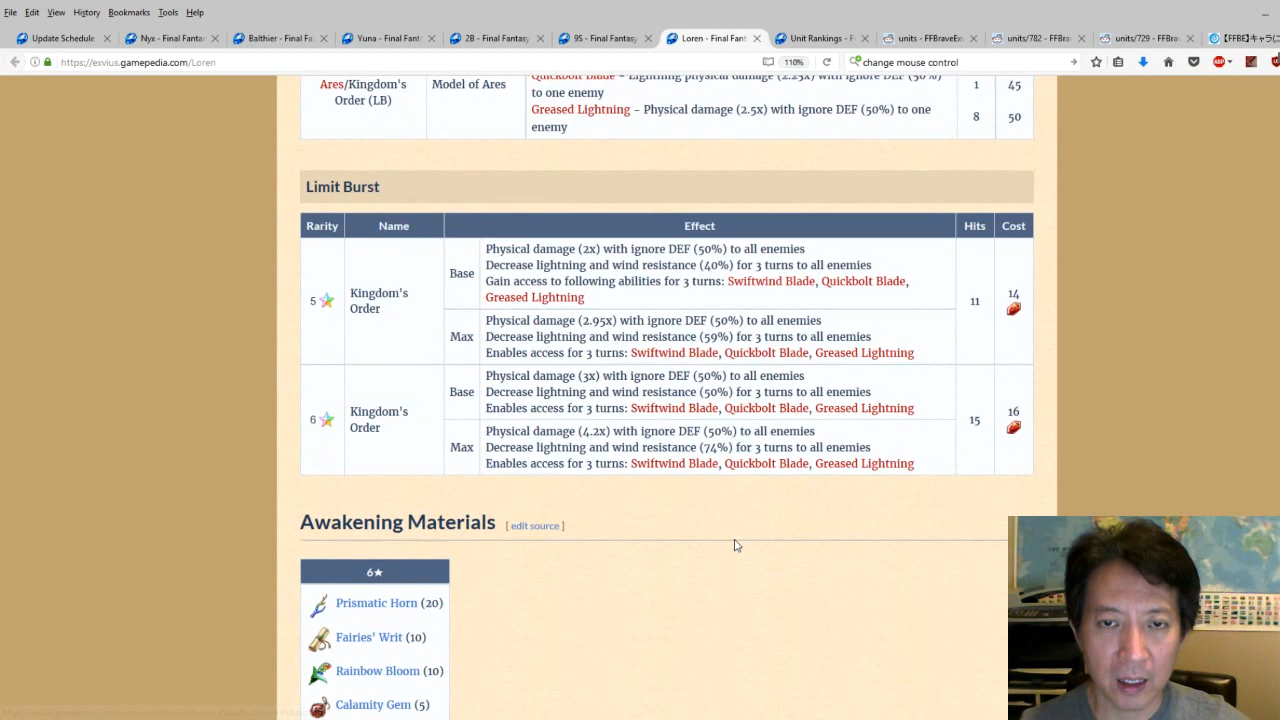 File Edit View History Bookmarks Tools Help
Update Schedule
Nyx - Final Fanta
Balthier - Final Fa
Yuna - Final Fant
2B - Final Fantasy
9S - Final Fantasy
Loren - Final Fant
Unit Rankings - F
units - FFBraveEx
units/782 - FFBra
units/729 - FFBra
https://exvius.gamepedia.com/Loren
110%
change mouse control
Ares/Kingdom's
Order (LB)
Model of Ares
Quickbolt Blade - Lightning physical damage (2.25x) with ignore DEF (50%)
to one enemy
1
45
Greased Lightning - Physical damage (2.5x) with ignore DEF (50%) to one
enemy
8
50
Limit Burst
Rarity Name Effect Hits Cost
5
Kingdom's
Order
Base
Physical damage (2x) with ignore DEF (50%) to all enemies
Decrease lightning and wind resistance (40%) for 3 turns to all enemies
Gain access to following abilities for 3 turns: Swiftwind Blade, Quickbolt Blade,
Greased Lightning
Max
Physical damage (2.95x) with ignore DEF (50%) to all enemies
Decrease lightning and wind resistance (59%) for 3 turns to all enemies
Enables access for 3 turns: Swiftwind Blade, Quickbolt Blade, Greased Lightning
11
14
6
Kingdom's
Order
Base
Physical damage (3x) with ignore DEF (50%) to all enemies
Decrease lightning and wind resistance (50%) for 3 turns to all enemies
Enables access for 3 turns: Swiftwind Blade, Quickbolt Blade, Greased Lightning
Max
Physical damage (4.2x) with ignore DEF (50%) to all enemies
Decrease lightning and wind resistance (74%) for 3 turns to all enemies
Enables access for 3 turns: Swiftwind Blade, Quickbolt Blade, Greased Lightning
15
16
Awakening Materials [ edit source ]
6★
Prismatic Horn (20)
Fairies' Writ (10)
Rainbow Bloom (10)
Calamity Gem (5)